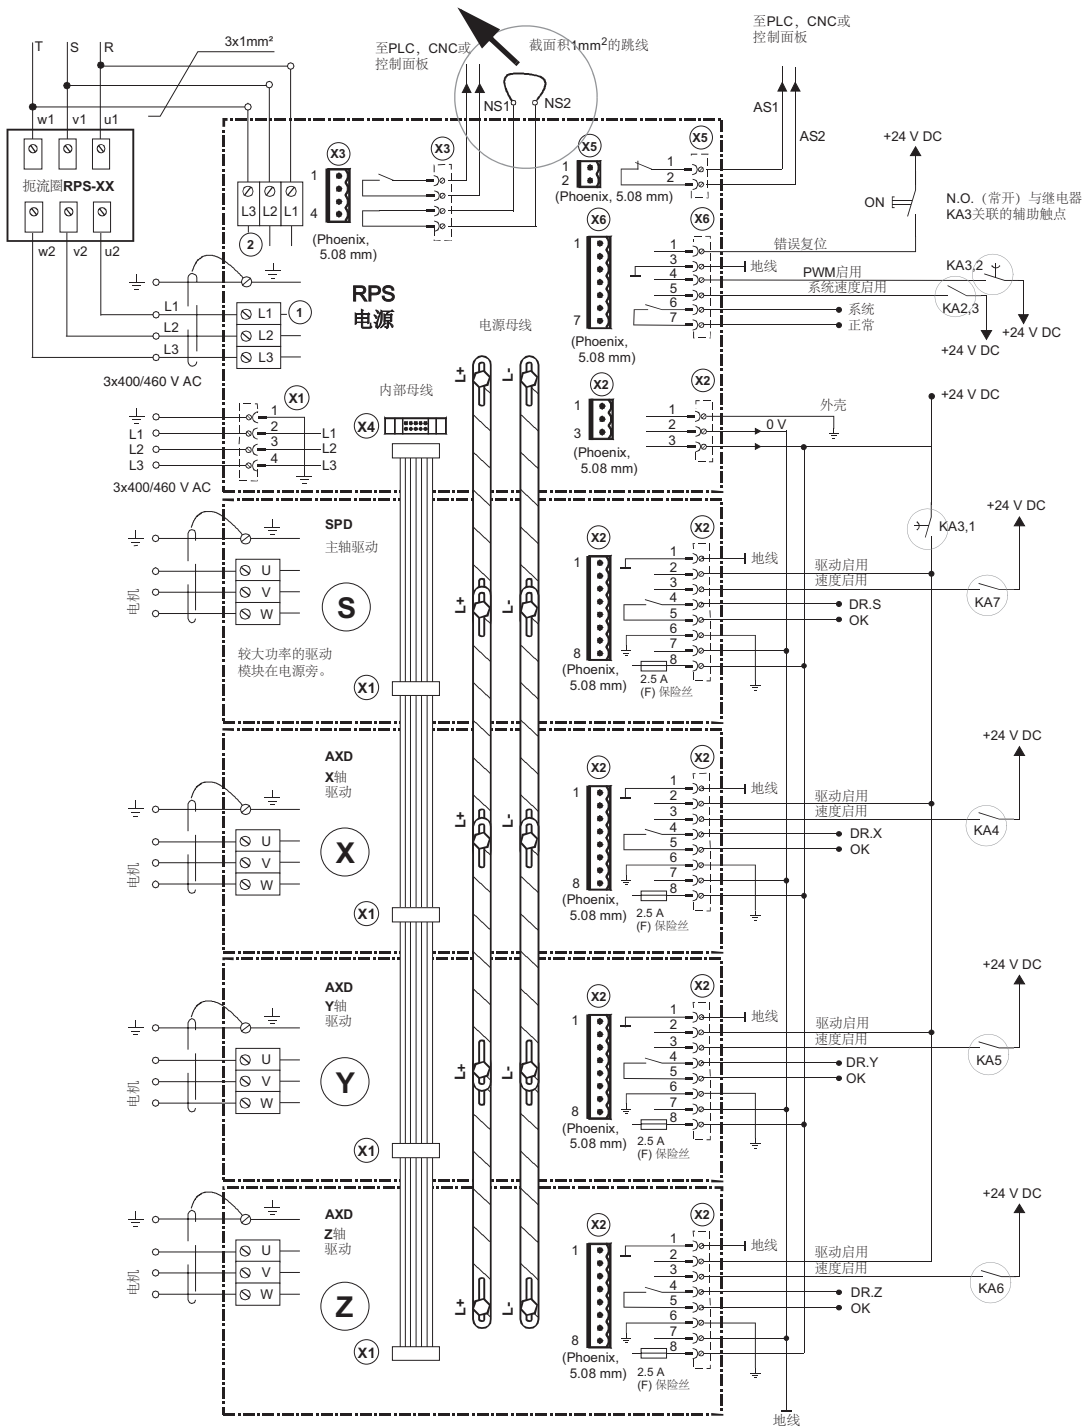 T S R
3x1mm²
至PLC，CNC或
控制面板
截面积1mm²的跳线
至PLC，CNC或
控制面板
NS1 NS2
AS1
AS2
w1 v1 u1
扼流圈RPS-XX
w2 v2 u2
L3 L2 L1
2
X3
1
4
(Phoenix,
5.08 mm)
X3
X5
1
2
(Phoenix, 5.08 mm)
X5
1
2
+24 V DC
ON
N.O.（常开）与继电器
KA3关联的辅助触点
X6
1
7
(Phoenix,
5.08 mm)
X6
1
3
4
5
6
7
错误复位
地线
PWM启用
系统速度启用
系统
正常
KA3,2
KA2,3
+24 V DC
+24 V DC
RPS
电源
L1
L2
L3
L1
L2
L3
1
3x400/460 V AC
电源母线
内部母线
L+
L-
X4
X1
1
2
3
4
L1
L2
L3
L1
L2
L3
3x400/460 V AC
X2
1
3
(Phoenix,
5.08 mm)
X2
1
2
3
外壳
0 V
+24 V DC
KA3,1
SPD
主轴驱动
U
V
W
电机
S
较大功率的驱动
模块在电源旁。
X1
L+
L-
X2
1
8
(Phoenix,
5.08 mm)
X2
1
2
3
4
5
6
7
8
2.5 A
(F) 保险丝
地线
驱动启用
速度启用
DR.S
OK
+24 V DC
KA7
AXD
X轴
驱动
U
V
W
电机
X
X1
L+
L-
X2
1
8
(Phoenix,
5.08 mm)
X2
1
2
3
4
5
6
7
8
2.5 A
(F) 保险丝
地线
驱动启用
速度启用
DR.X
OK
+24 V DC
KA4
AXD
Y轴
驱动
U
V
W
电机
Y
X1
L+
L-
X2
1
8
(Phoenix,
5.08 mm)
X2
1
2
3
4
5
6
7
8
2.5 A
(F) 保险丝
地线
驱动启用
速度启用
DR.Y
OK
+24 V DC
KA5
AXD
Z轴
驱动
U
V
W
电机
Z
X1
L+
L-
X2
1
8
(Phoenix,
5.08 mm)
X2
1
2
3
4
5
6
7
8
2.5 A
(F) 保险丝
地线
驱动启用
速度启用
DR.Z
OK
+24 V DC
KA6
地线